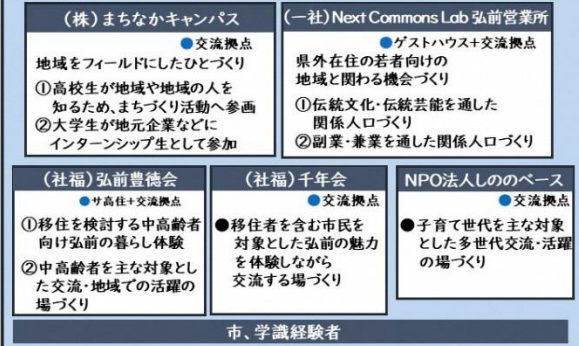 （株）まちなかキャンパス
●交流拠点
地域をフィールドにしたひとづくり
①高校生が地域や地域の人を
知るため、まちづくり活動へ参画
②大学生が地元企業などに
インターンシップ生として参加
（一社）Next Commons Lab 弘前営業所
●ゲストハウス+交流拠点
県外在住の若者向けの
地域と関わる機会づくり
①伝統文化・伝統芸能を通した
関係人口づくり
②副業・兼業を通した関係人口づくり
（社福）弘前豊徳会
●サ高住+交流拠点
①移住を検討する中高齢者
向け弘前の暮らし体験
②中高齢者を主な対象とし
た交流・地域での活躍の
場づくり
（社福）千年会
●交流拠点
●移住者を含む市民を
対象とした弘前の魅力
を体験しながら
交流する場づくり
NPO法人しののベース
●交流拠点
●子育て世代を主な対象
とした多世代交流・活躍
の場づくり
市、学識経験者